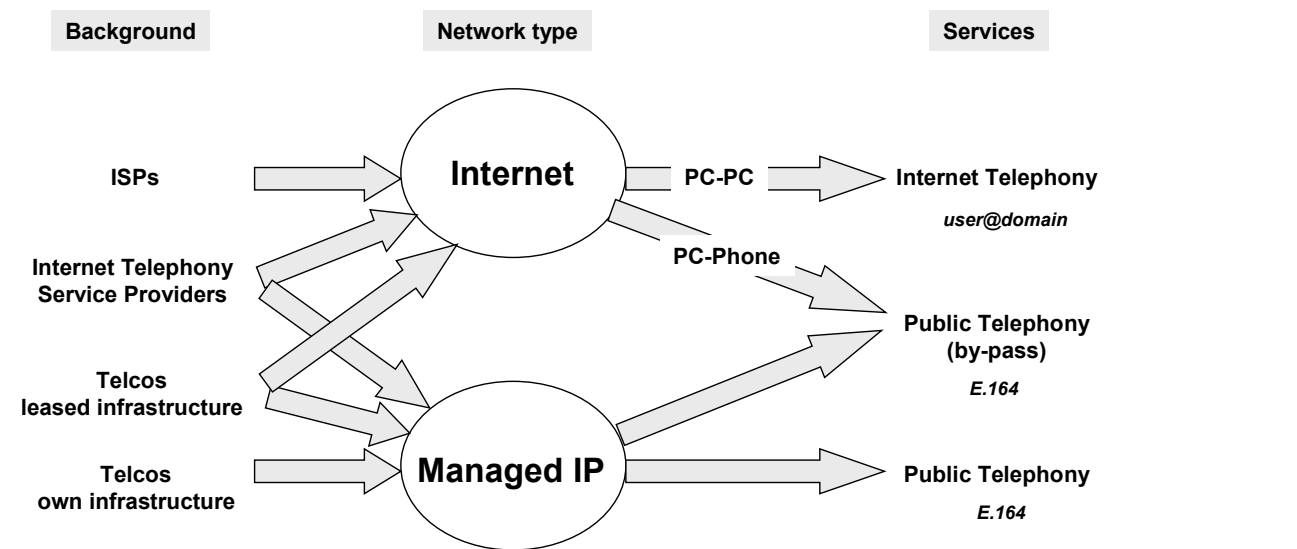 Background
Network type
Services
ISPs
Internet
PC-PC
Internet Telephony
user@domain
Internet Telephony
Service Providers
PC-Phone
Public Telephony
(by-pass)
E.164
Telcos
leased infrastructure
Telcos
own infrastructure
Managed IP
Public Telephony
E.164